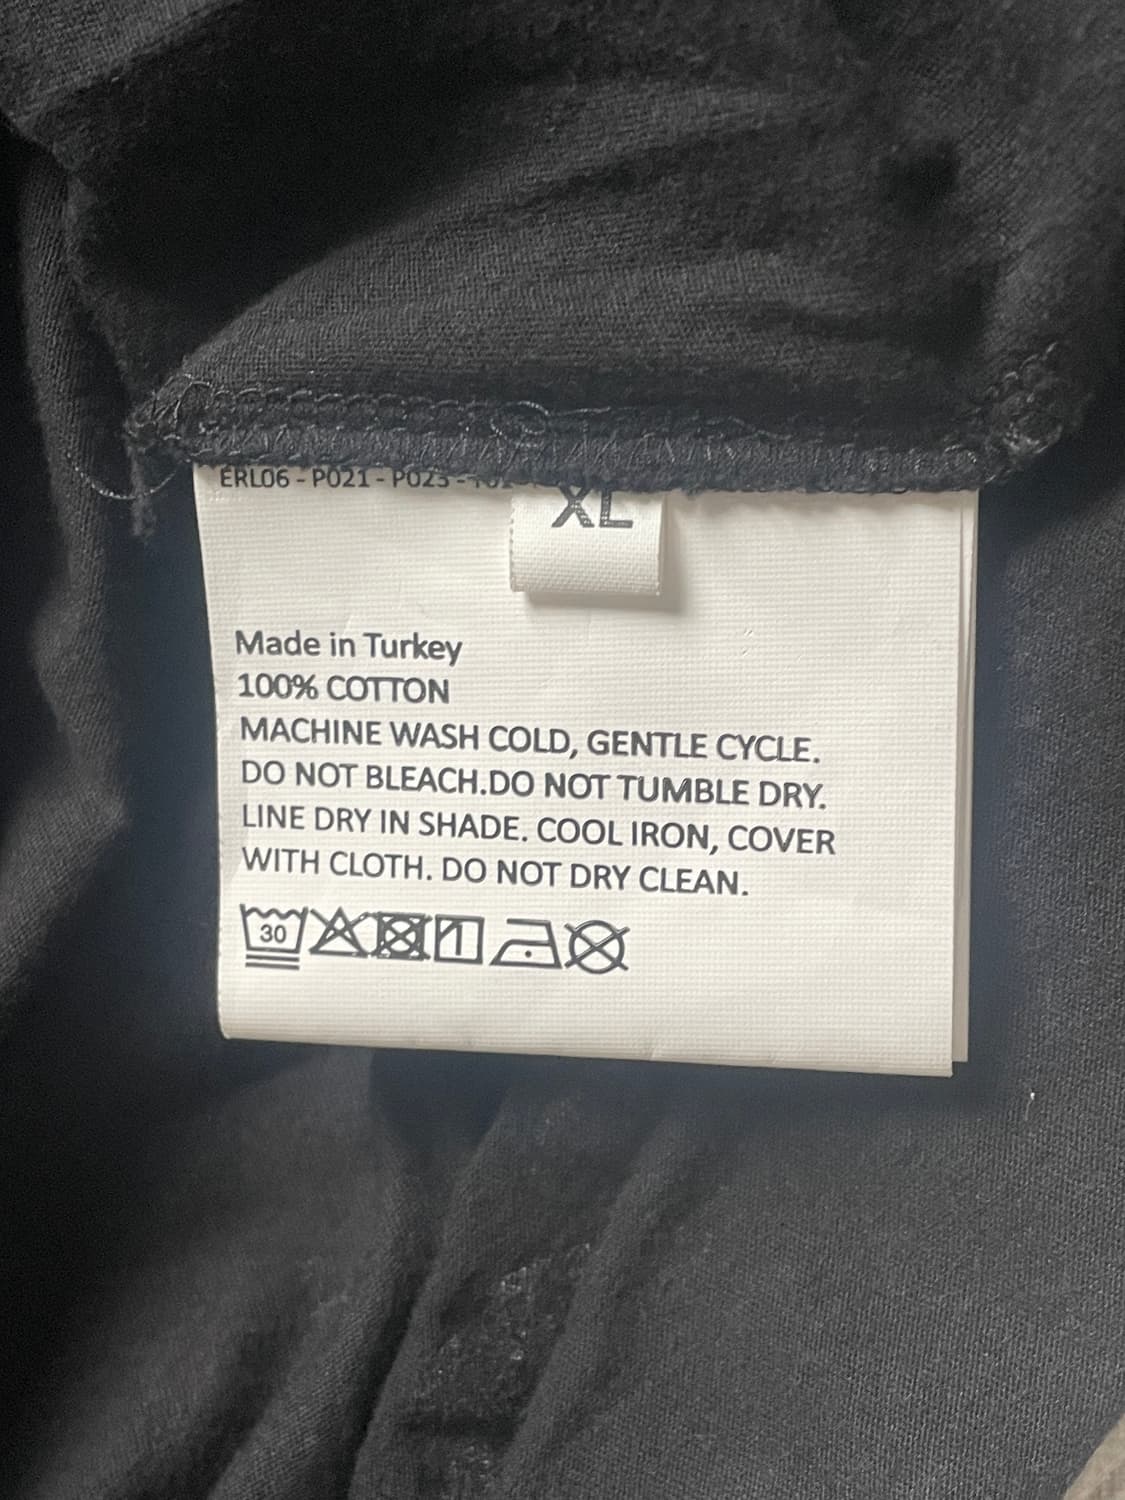 ERL06 - P021 - P023 -
XL
Made in Turkey
100% COTTON
MACHINE WASH COLD, GENTLE CYCLE.
DO NOT BLEACH.DO NOT TUMBLE DRY.
LINE DRY IN SHADE. COOL IRON, COVER
WITH CLOTH. DO NOT DRY CLEAN.
30